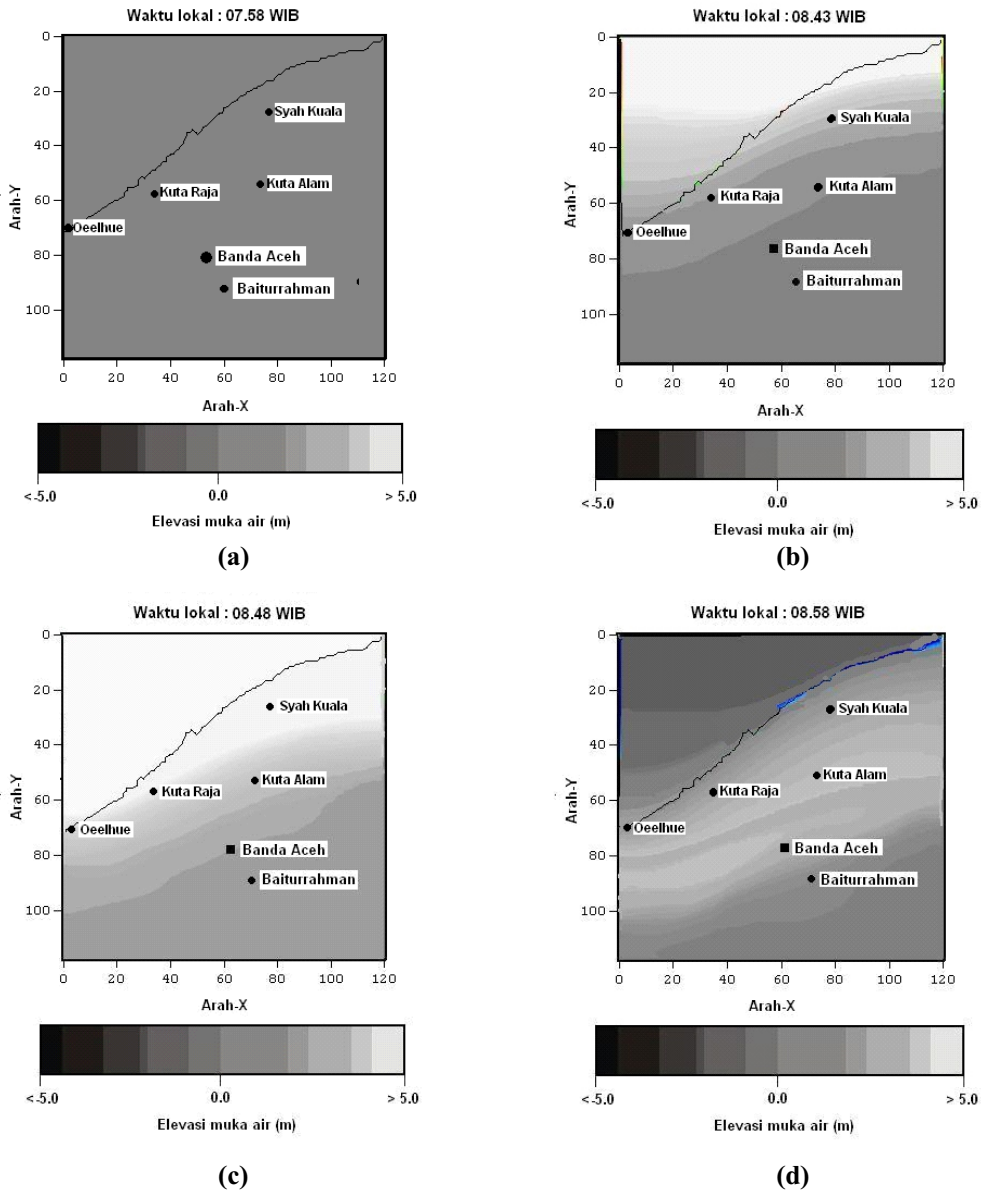 Waktu lokal : 07.58 WIB
0
20
40
60
80
100
Arah-Y
Syah Kuala
Kuta Alam
Kuta Raja
Oeelhue
Banda Aceh
Baiturrahman
0 20 40 60 80 100 120
Arah-X
<-5.0 0.0 > 5.0
Elevasi muka air (m)
(a)
Waktu lokal : 08.43 WIB
0
20
40
60
80
100
Arah-Y
Syah Kuala
Kuta Alam
Kuta Raja
Oeelhue
Banda Aceh
Baiturrahman
0 20 40 60 80 100 120
Arah-X
<-5.0 0.0 > 5.0
Elevasi muka air (m)
(b)
Waktu lokal : 08.48 WIB
0
20
40
60
80
100
Arah-Y
Syah Kuala
Kuta Alam
Kuta Raja
Oeelhue
Banda Aceh
Baiturrahman
0 20 40 60 80 100 120
Arah-X
<-5.0 0.0 > 5.0
Elevasi muka air (m)
(c)
Waktu lokal : 08.58 WIB
0
20
40
60
80
100
Arah-Y
Syah Kuala
Kuta Alam
Kuta Raja
Oeelhue
Banda Aceh
Baiturrahman
0 20 40 60 80 100 120
Arah-X
<-5.0 0.0 > 5.0
Elevasi muka air (m)
(d)